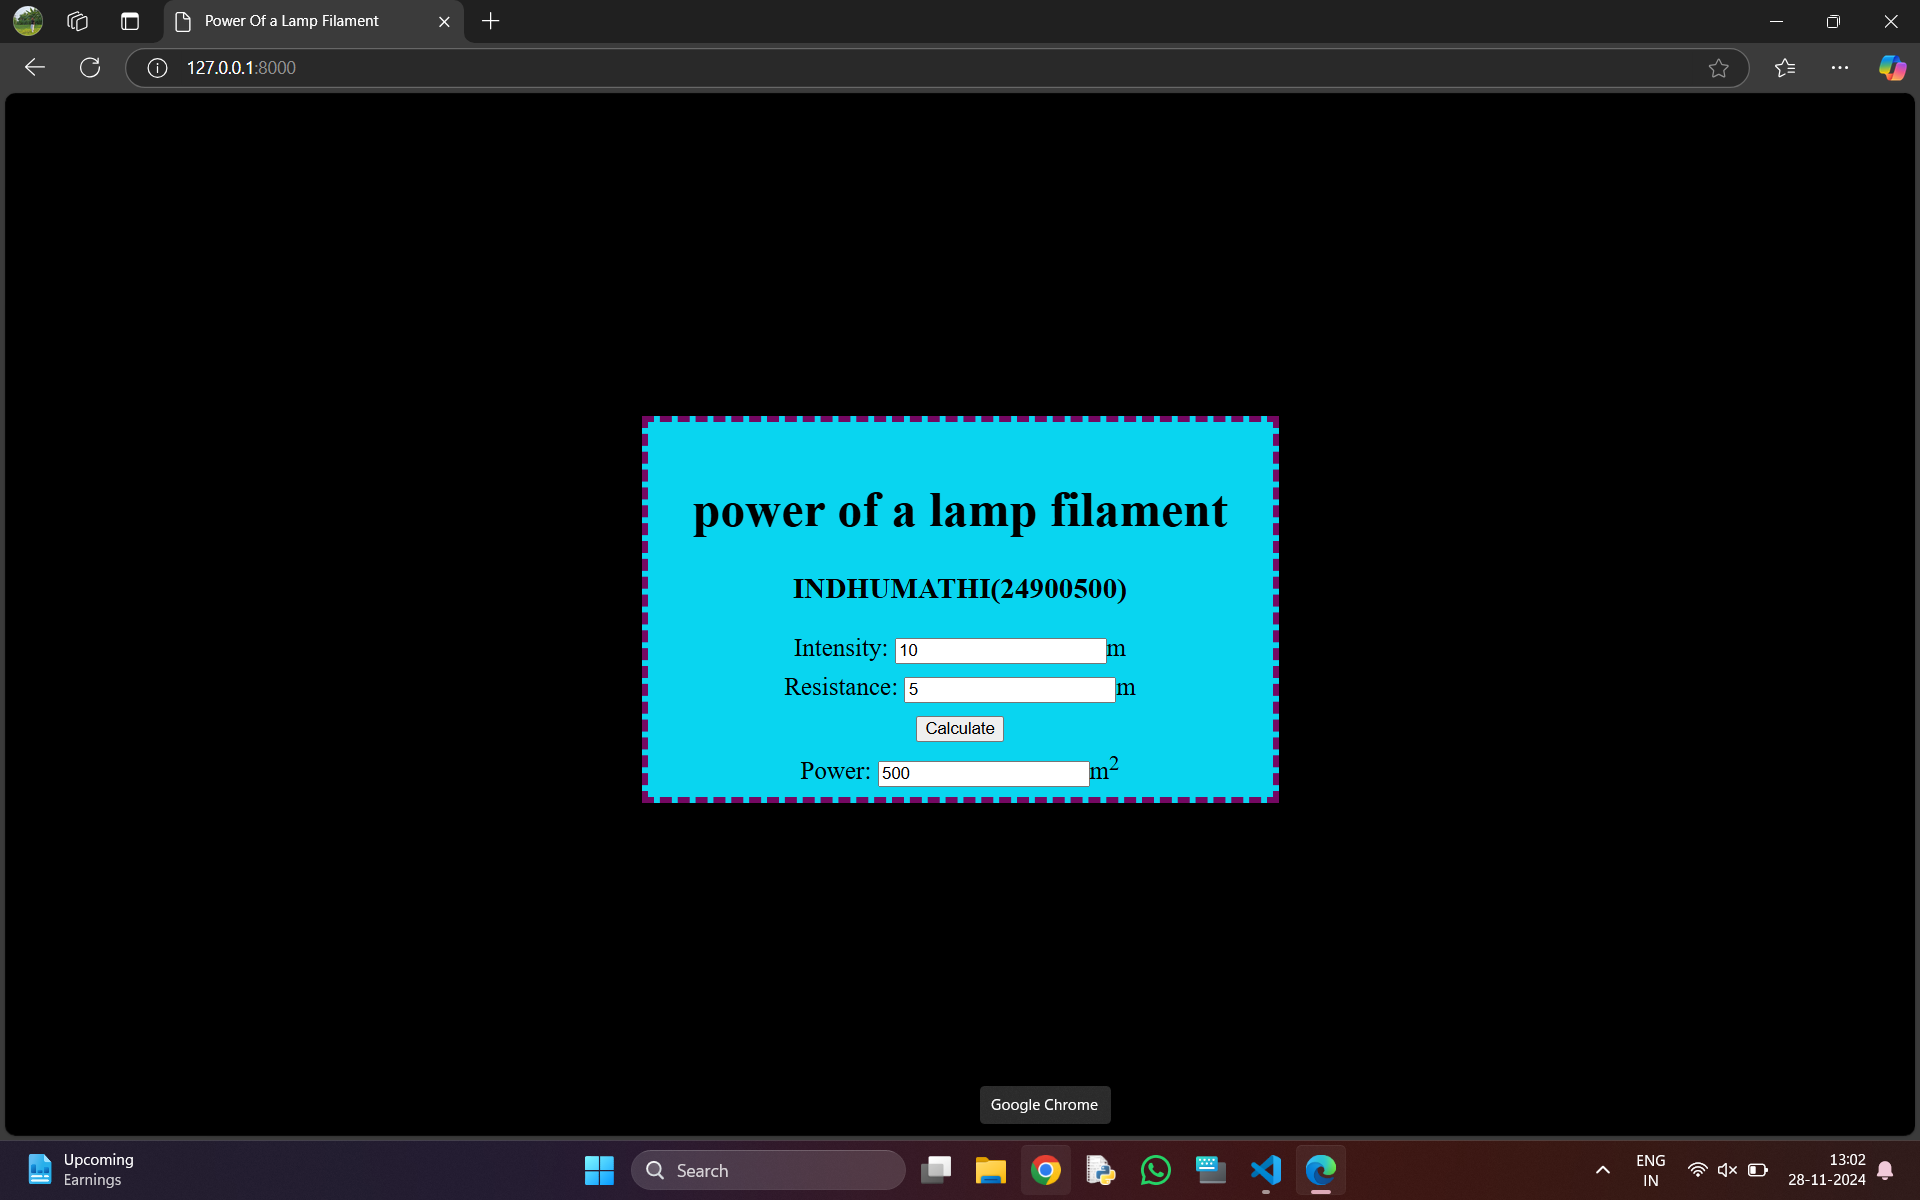 Power Of a Lamp Filament
127.0.0.1:8000
power of a lamp filament
INDHUMATHI(24900500)
Intensity: 10 m
Resistance: 5 m
Calculate
Power: 500 m²
Google Chrome
Upcoming
Earnings
Search
ENG
IN
13:02
28-11-2024